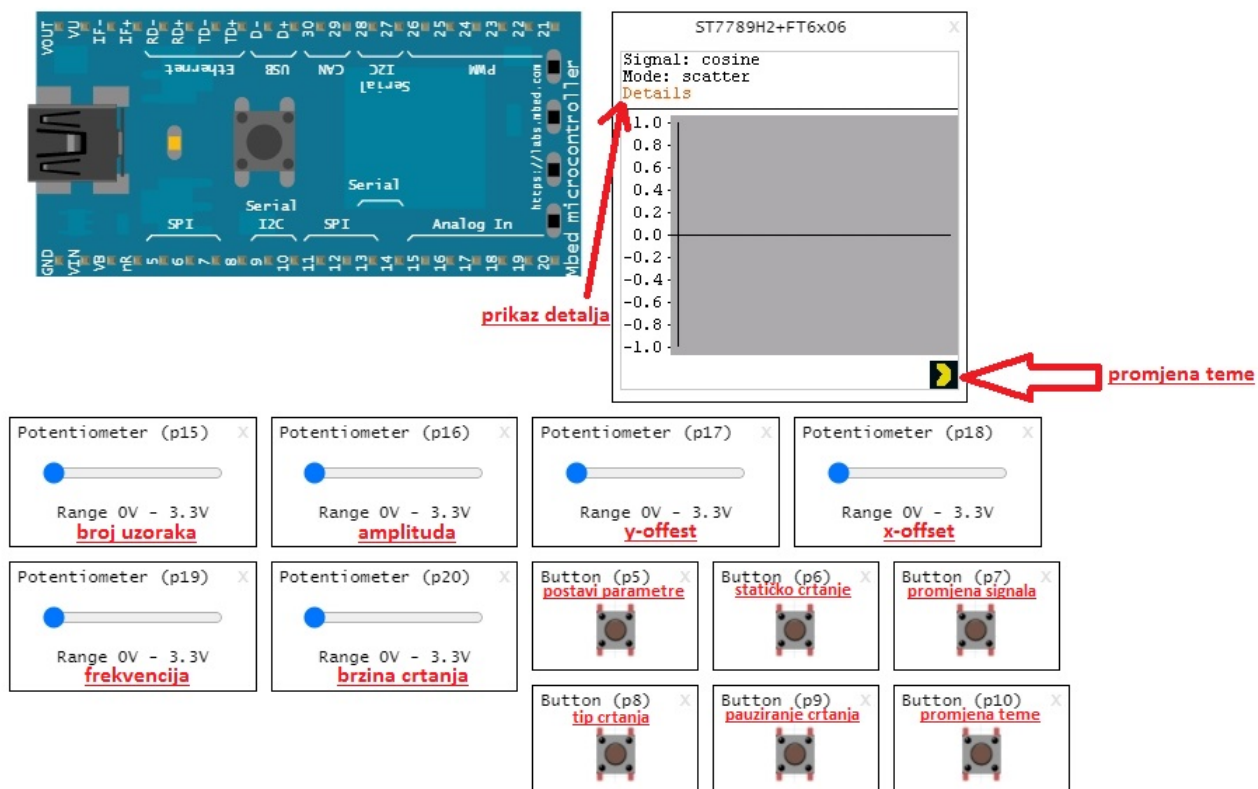 VOUT VU IF- IF+ RD- RD+ TD- TD+ D- D+ 30 29 28 27 26 25 24 23 22 21
Ethernet USB CAN I2C PWM
Serial
https://labs.mbed.com
Mbed microcontroller
Serial
Serial
SPI I2C SPI Analog In
GND VIN VB nR 5 6 7 8 9 10 11 12 13 14 15 16 17 18 19 20
ST7789H2+FT6x06 X
Signal: cosine
Mode: scatter
Details
1.0
0.8
0.6
0.4
0.2
0.0
-0.2
-0.4
-0.6
-0.8
-1.0
prikaz detalja
promjena teme
Potentiometer (p15) X
Range 0V - 3.3V
broj uzoraka
Potentiometer (p16) X
Range 0V - 3.3V
amplituda
Potentiometer (p17) X
Range 0V - 3.3V
y-offest
Potentiometer (p18) X
Range 0V - 3.3V
x-offset
Potentiometer (p19) X
Range 0V - 3.3V
frekvencija
Potentiometer (p20) X
Range 0V - 3.3V
brzina crtanja
Button (p5) X
postavi parametre
Button (p6) X
statičko crtanje
Button (p7) X
promjena signala
Button (p8) X
tip crtanja
Button (p9) X
pauziranje crtanja
Button (p10) X
promjena teme